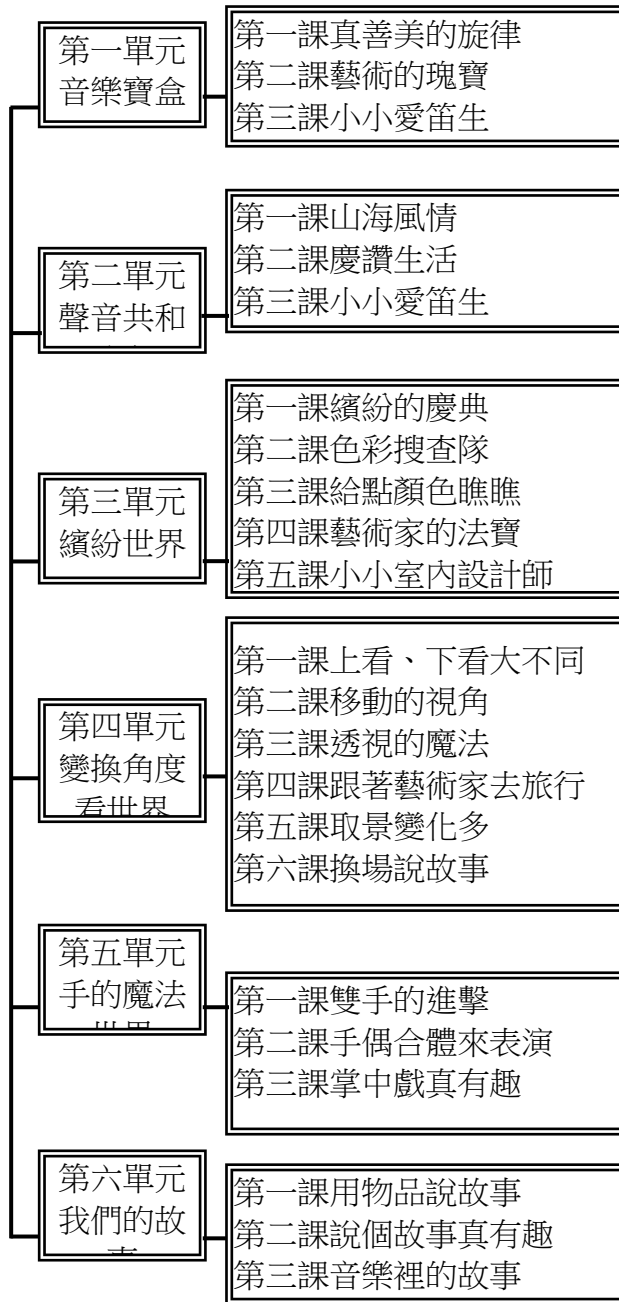 第一單元
音樂寶盒
第一課真善美的旋律
第二課藝術的瑰寶
第三課小小愛笛生
第二單元
聲音共和
第一課山海風情
第二課慶讚生活
第三課小小愛笛生
第三單元
繽紛世界
第一課繽紛的慶典
第二課色彩搜查隊
第三課給點顏色瞧瞧
第四課藝術家的法寶
第五課小小室內設計師
第四單元
變換角度
看世界
第一課上看、下看大不同
第二課移動的視角
第三課透視的魔法
第四課跟著藝術家去旅行
第五課取景變化多
第六課換場說故事
第五單元
手的魔法
世界
第一課雙手的進擊
第二課手偶合體來表演
第三課掌中戲真有趣
第六單元
我們的故
事
第一課用物品說故事
第二課說個故事真有趣
第三課音樂裡的故事